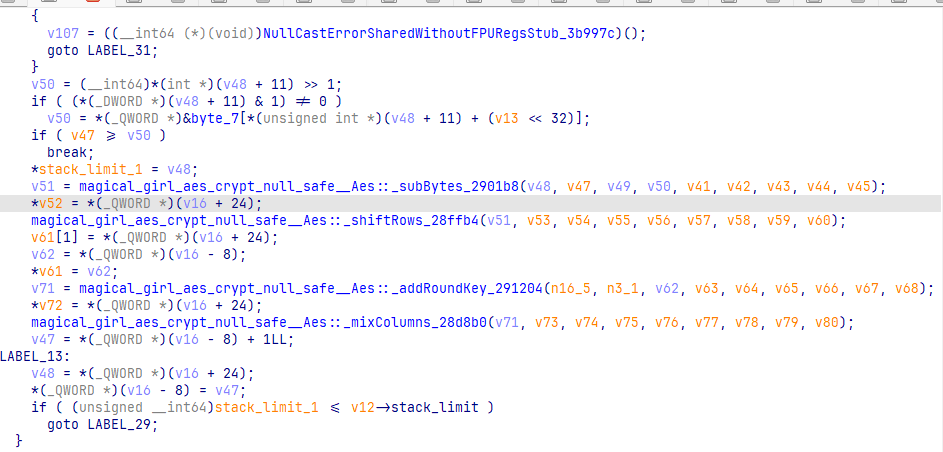 {
v107 = ((__int64 (*)(void))NullCastErrorSharedWithoutFPURegsStub_3b997c)();
goto LABEL_31;
}
v50 = (__int64)*(int *)(v48 + 11) >> 1;
if ( (*(_DWORD *)(v48 + 11) & 1) != 0 )
v50 = *(_QWORD *)&byte_7[*(unsigned int *)(v48 + 11) + (v13 << 32)];
if ( v47 >= v50 )
break;
*stack_limit_1 = v48;
v51 = magical_girl_aes_crypt_null_safe__Aes::_subBytes_2901b8(v48, v47, v49, v50, v41, v42, v43, v44, v45);
*v52 = *(_QWORD *)(v16 + 24);
magical_girl_aes_crypt_null_safe__Aes::_shiftRows_28ffb4(v51, v53, v54, v55, v56, v57, v58, v59, v60);
v61[1] = *(_QWORD *)(v16 + 24);
v62 = *(_QWORD *)(v16 - 8);
*v61 = v62;
v71 = magical_girl_aes_crypt_null_safe__Aes::_addRoundKey_291204(n16_5, n3_1, v62, v63, v64, v65, v66, v67, v68);
*v72 = *(_QWORD *)(v16 + 24);
magical_girl_aes_crypt_null_safe__Aes::_mixColumns_28d8b0(v71, v73, v74, v75, v76, v77, v78, v79, v80);
v47 = *(_QWORD *)(v16 - 8) + 1LL;
LABEL_13:
v48 = *(_QWORD *)(v16 + 24);
*(_QWORD *)(v16 - 8) = v47;
if ( (unsigned __int64)stack_limit_1 <= v12->stack_limit )
goto LABEL_29;
}